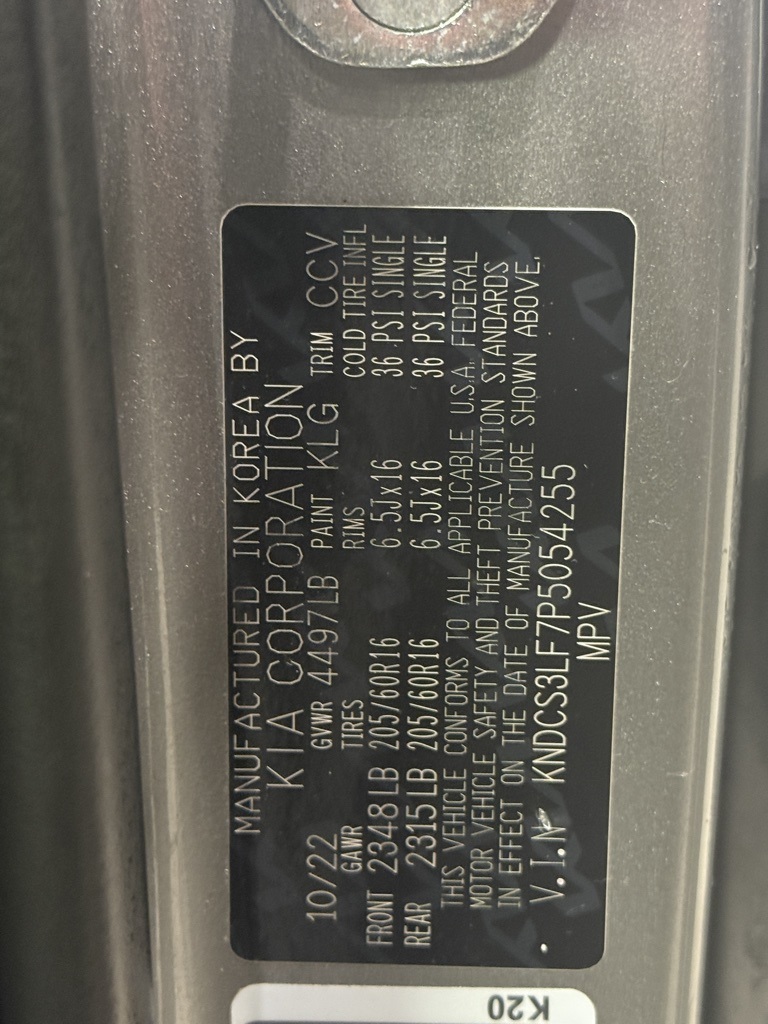 MANUFACTURED IN KOREA BY
KIA CORPORATION
10/22 GVWR 4497LB PAINT KLG TRIM CCV
GAWR TIRES RIMS COLD TIRE INFL
FRONT 2348LB 205/60R16 6.5Jx16 36 PSI SINGLE
REAR 2315LB 205/60R16 6.5Jx16 36 PSI SINGLE
THIS VEHICLE CONFORMS TO ALL APPLICABLE U.S.A. FEDERAL
MOTOR VEHICLE SAFETY AND THEFT PREVENTION STANDARDS
IN EFFECT ON THE DATE OF MANUFACTURE SHOWN ABOVE.
V.I.N KNDCS3LF7P5054255
MPV
K20